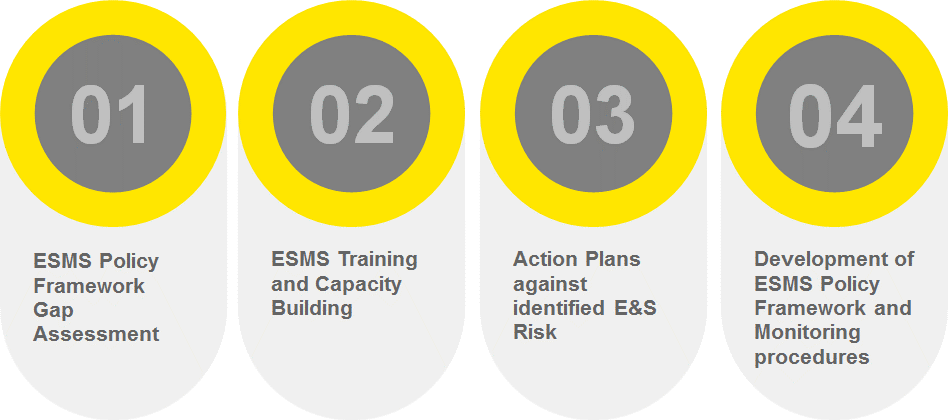 01
ESMS Policy
Framework
Gap
Assessment
02
ESMS Training
and Capacity
Building
03
Action Plans
against
identified E&S
Risk
04
Development of
ESMS Policy
Framework and
Monitoring
procedures